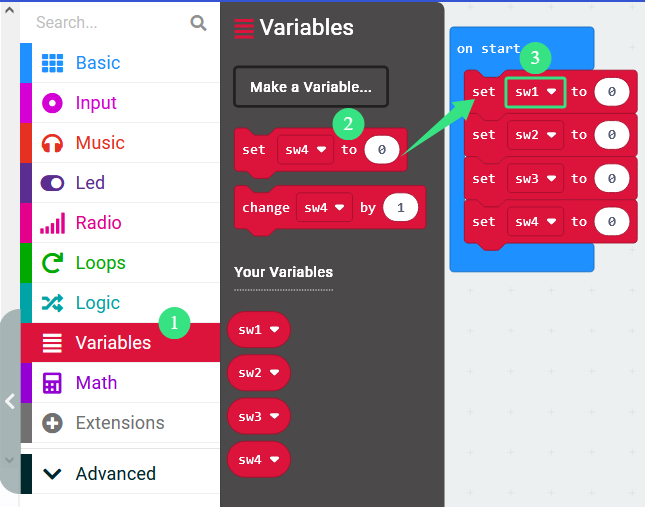 Search...
Basic
Input
Music
Led
Radio
Loops
Logic
Variables
1
Math
Extensions
Advanced
Variables
Make a Variable...
2
set sw4 to 0
change sw4 by 1
Your Variables
sw1
sw2
sw3
sw4
on start
3
set sw1 to 0
set sw2 to 0
set sw3 to 0
set sw4 to 0